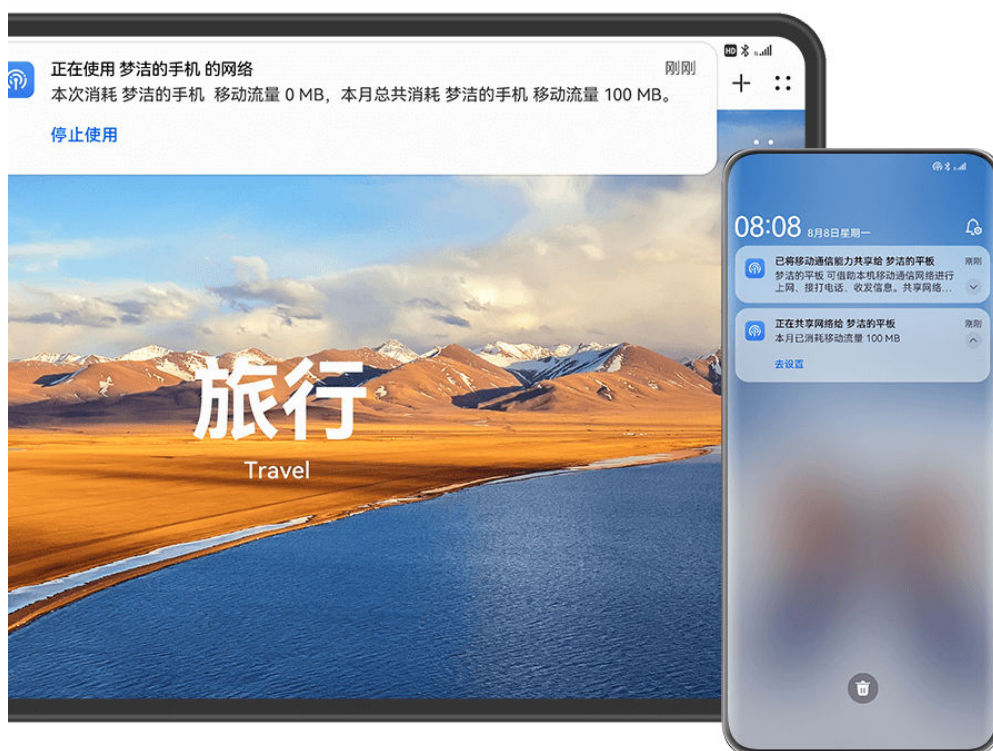 正在使用 梦洁的手机 的网络
刚刚
本次消耗 梦洁的手机 移动流量 0 MB，本月总共消耗 梦洁的手机 移动流量 100 MB。
停止使用
HD
旅行
Travel
08:08 8月8日星期一
已将移动通信能力共享给 梦洁的平板
刚刚
梦洁的平板 可借助本机移动通信网络进行
上网、接打电话、收发信息。共享网络...
正在共享网络给 梦洁的平板
刚刚
本月已消耗移动流量 100 MB
去设置